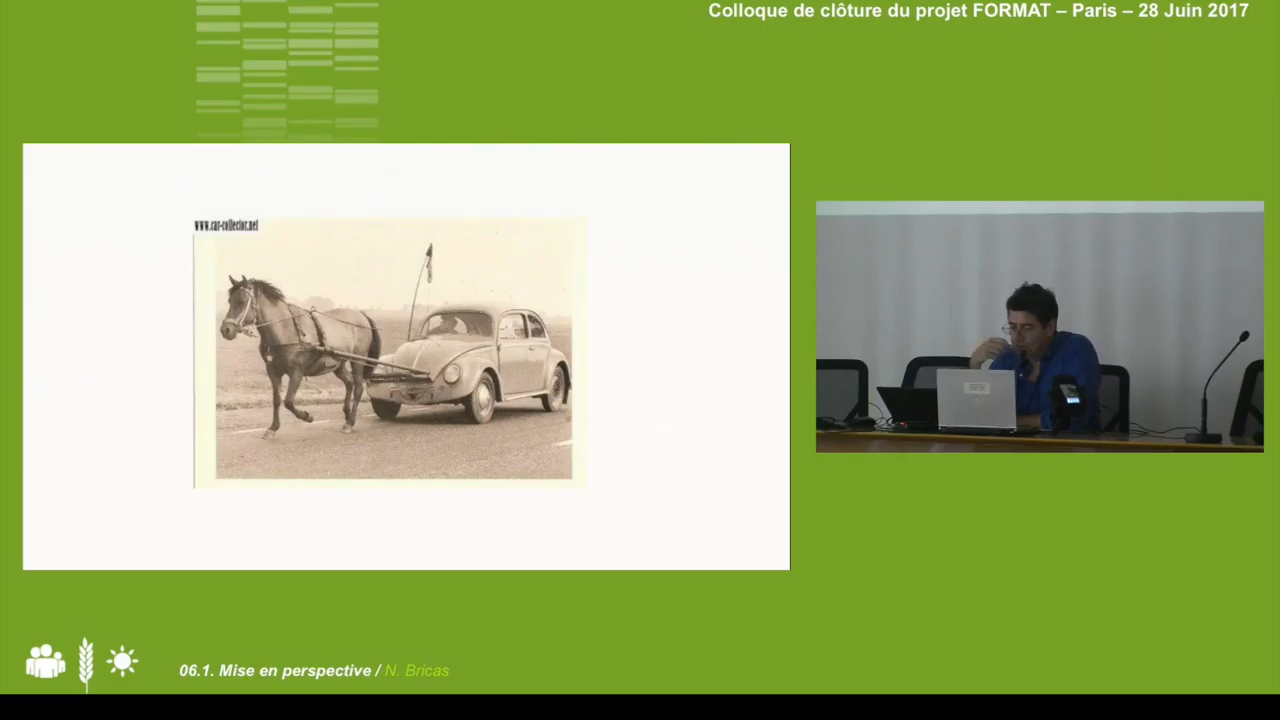 Colloque de clôture du projet FORMAT – Paris – 28 Juin 2017
www.car-collector.net
06.1. Mise en perspective / N. Bricas